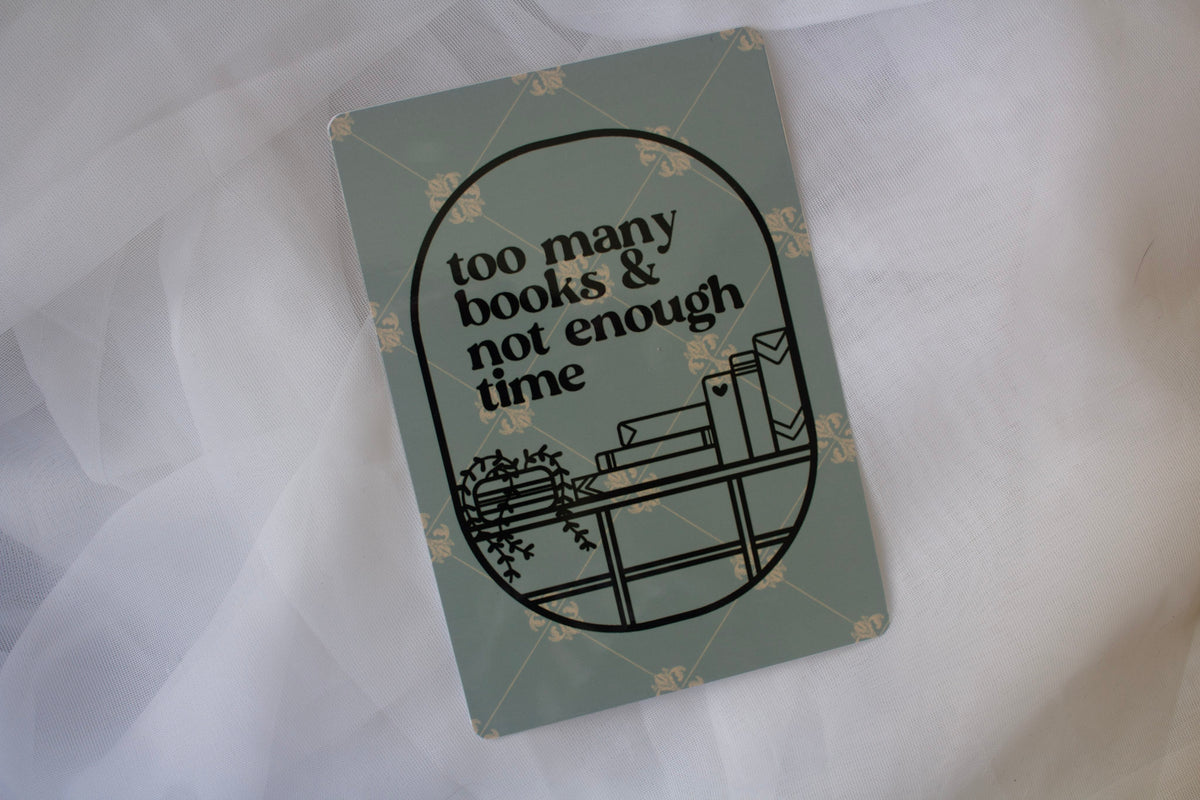 too many
books &
not enough
time